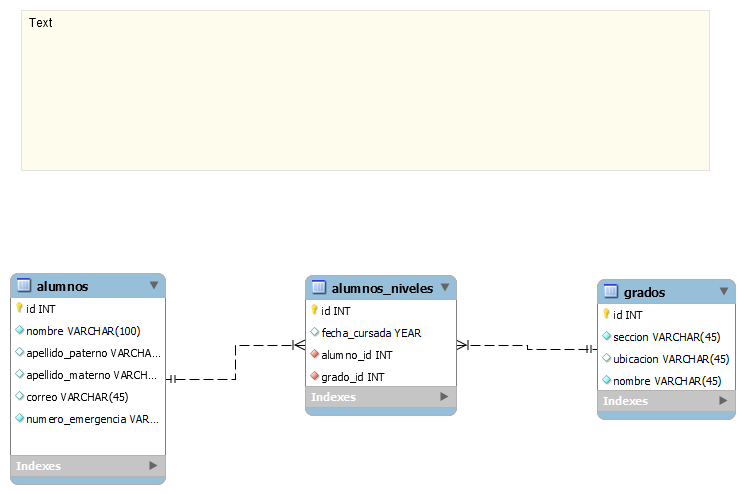 Text
alumnos
id INT
nombre VARCHAR(100)
apellido_paterno VARCHA...
apellido_materno VARCH...
correo VARCHAR(45)
numero_emergencia VAR...
Indexes
alumnos_niveles
id INT
fecha_cursada YEAR
alumno_id INT
grado_id INT
Indexes
grados
id INT
seccion VARCHAR(45)
ubicacion VARCHAR(45)
nombre VARCHAR(45)
Indexes